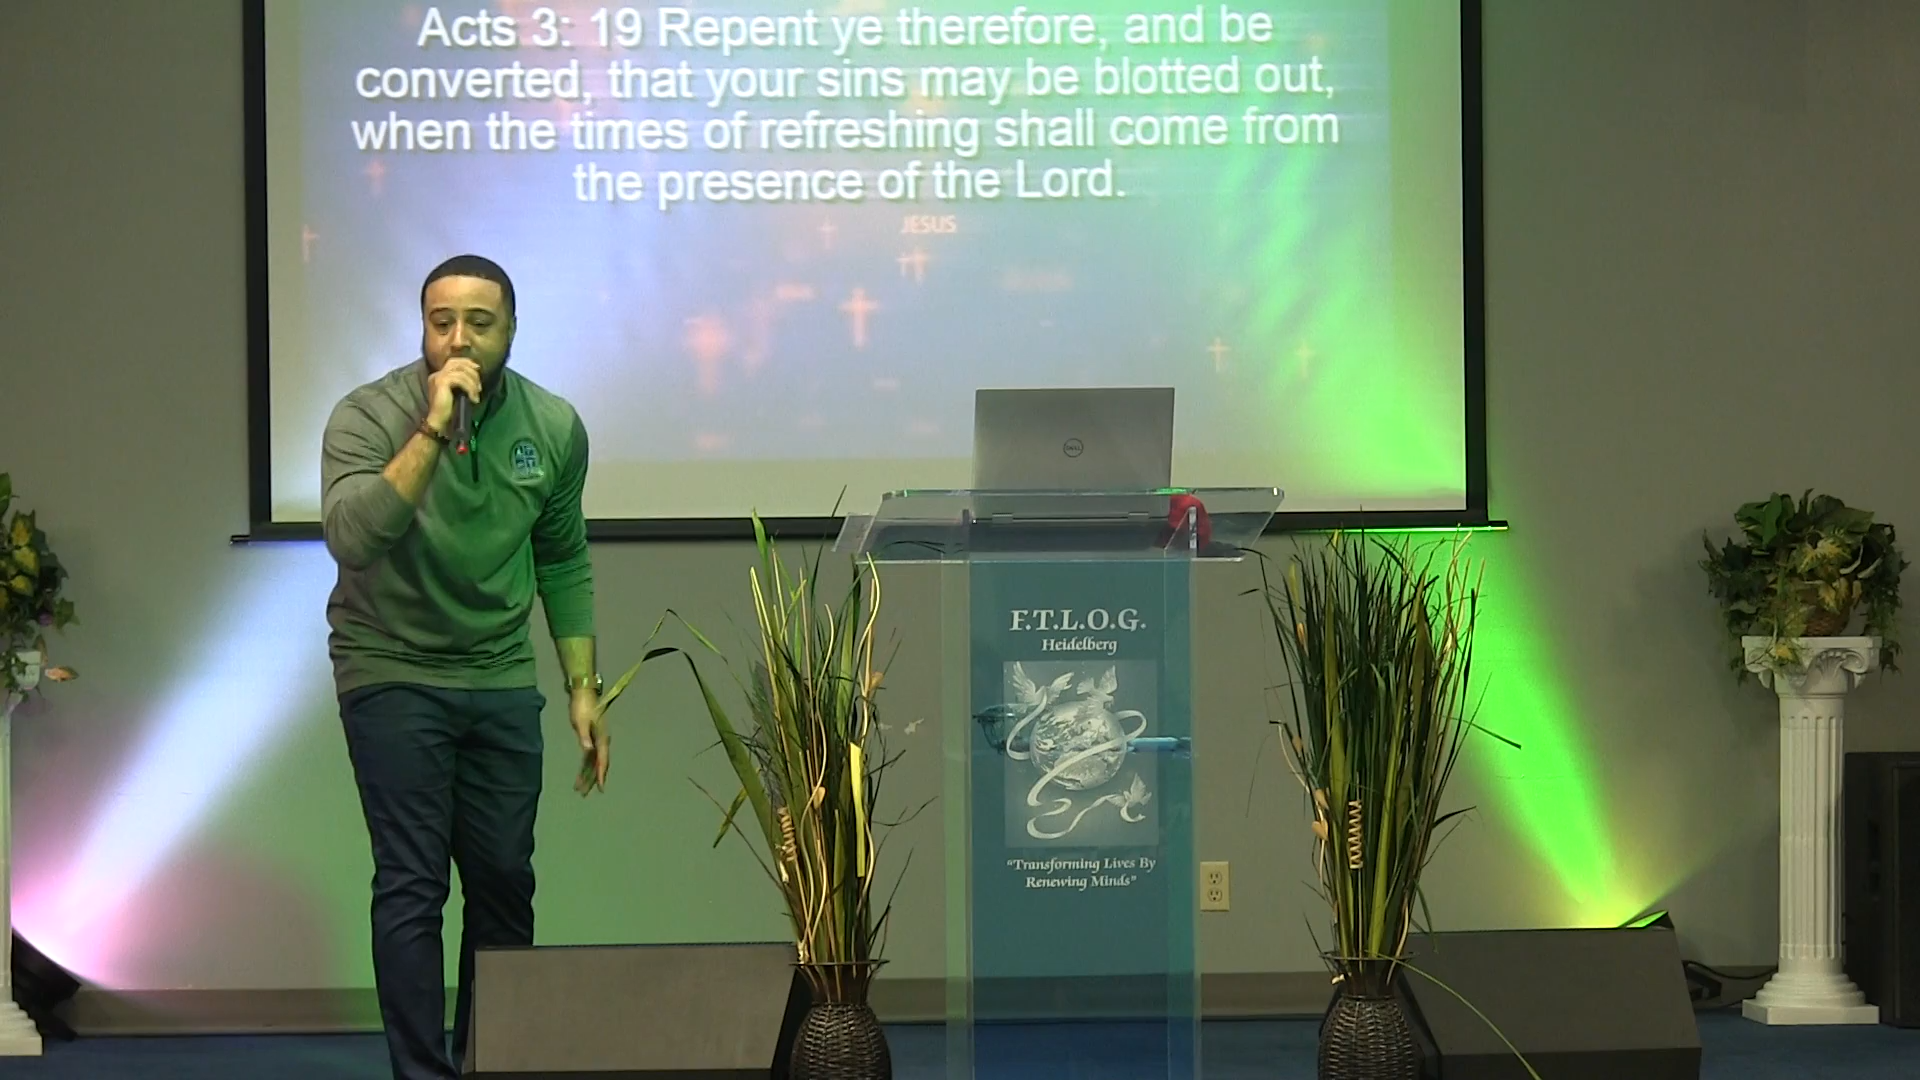 Acts 3: 19 Repent ye therefore, and be
converted, that your sins may be blotted out,
when the times of refreshing shall come from
the presence of the Lord.
JESUS
DELL
F.T.L.O.G.
Heidelberg
"Transforming Lives By
Renewing Minds"